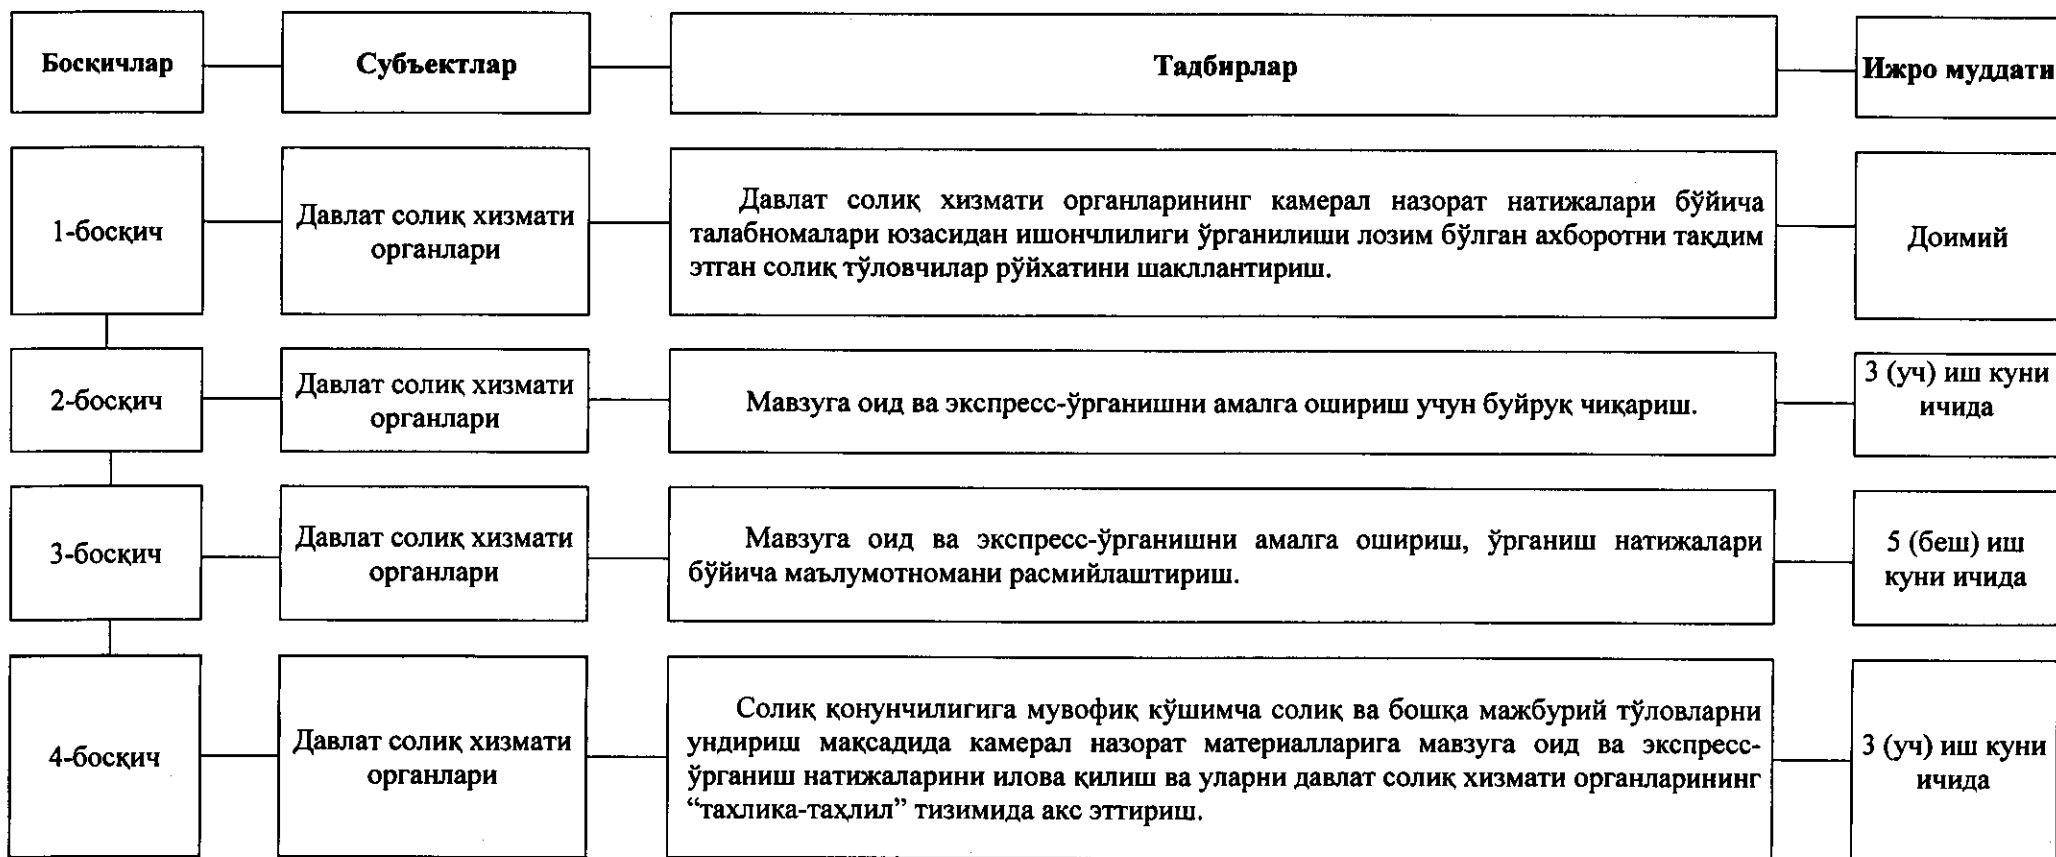 Босқичлар
Субъектлар
Тадбирлар
Ижро муддати
1-босқич
Давлат солиқ хизмати
органлари
Давлат солиқ хизмати органларининг камерал назорат натижалари бўйича
талабномалари юзасидан ишончлилиги ўрганилиши лозим бўлган ахборотни тақдим
этган солиқ тўловчилар рўйхатини шакллантириш.
Доимий
2-босқич
Давлат солиқ хизмати
органлари
Мавзуга оид ва экспресс-ўрганишни амалга ошириш учун буйруқ чиқариш.
3 (уч) иш куни
ичида
3-босқич
Давлат солиқ хизмати
органлари
Мавзуга оид ва экспресс-ўрганишни амалга ошириш, ўрганиш натижалари
бўйича маълумотномани расмийлаштириш.
5 (беш) иш
куни ичида
4-босқич
Давлат солиқ хизмати
органлари
Солиқ қонунчилигига мувофиқ кўшимча солиқ ва бошқа мажбурий тўловларни
ундириш мақсадида камерал назорат материалларига мавзуга оид ва экспресс-
ўрганиш натижаларини илова қилиш ва уларни давлат солиқ хизмати органларининг
“тахлика-таҳлил” тизимида акс эттириш.
3 (уч) иш куни
ичида